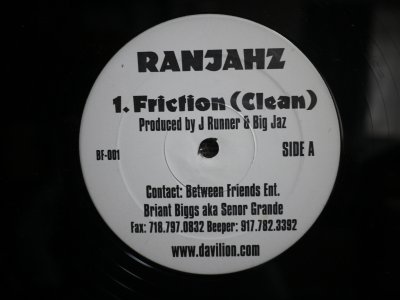 RANJAHZ
1. Friction (Clean)
Produced by J Runner & Big Jaz
BF-001
SIDE A
Contact: Between Friends Ent.
Briant Biggs aka Senor Grande
Fax: 718.797.0832 Beeper: 917.782.3392
www.davilion.com